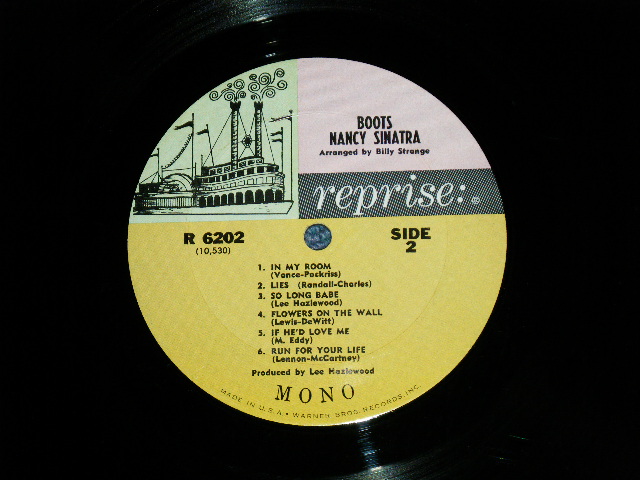 BOOTS
NANCY SINATRA
Arranged by Billy Strange
reprise:
R 6202
(10,530)
SIDE
2
1. IN MY ROOM
(Vance-Pockriss)
2. LIES (Randall-Charles)
3. SO LONG BABE
(Lee Hazlewood)
4. FLOWERS ON THE WALL
(Lewis-DeWitt)
5. IF HE'D LOVE ME
(M. Eddy)
6. RUN FOR YOUR LIFE
(Lennon-McCartney)
Produced by Lee Hazlewood
MONO
MADE IN U.S.A. • WARNER BROS. RECORDS, INC.